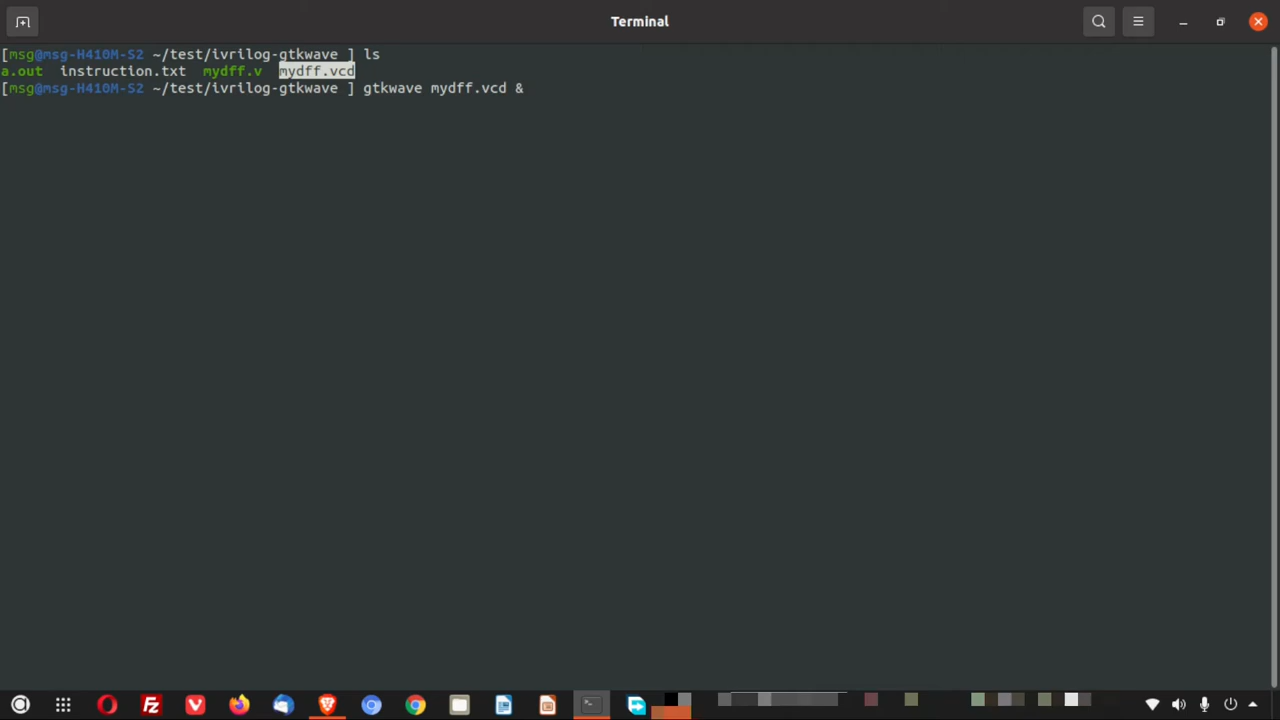 Terminal
[msg@msg-H410M-S2 ~/test/ivrilog-gtkwave ] ls
a.out  instruction.txt  mydff.v  mydff.vcd
[msg@msg-H410M-S2 ~/test/ivrilog-gtkwave ] gtkwave mydff.vcd &